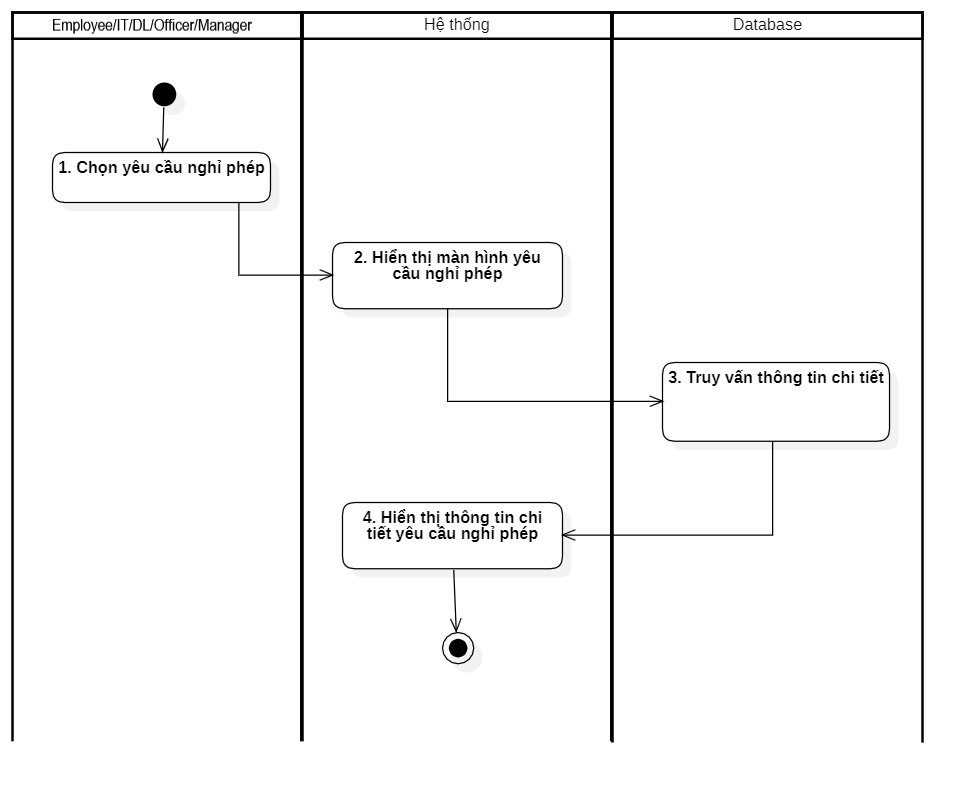 Employee/IT/DL/Officer/Manager
Hệ thống
Database
1. Chọn yêu cầu nghỉ phép
2. Hiển thị màn hình yêu
cầu nghỉ phép
3. Truy vấn thông tin chi tiết
4. Hiển thị thông tin chi
tiết yêu cầu nghỉ phép